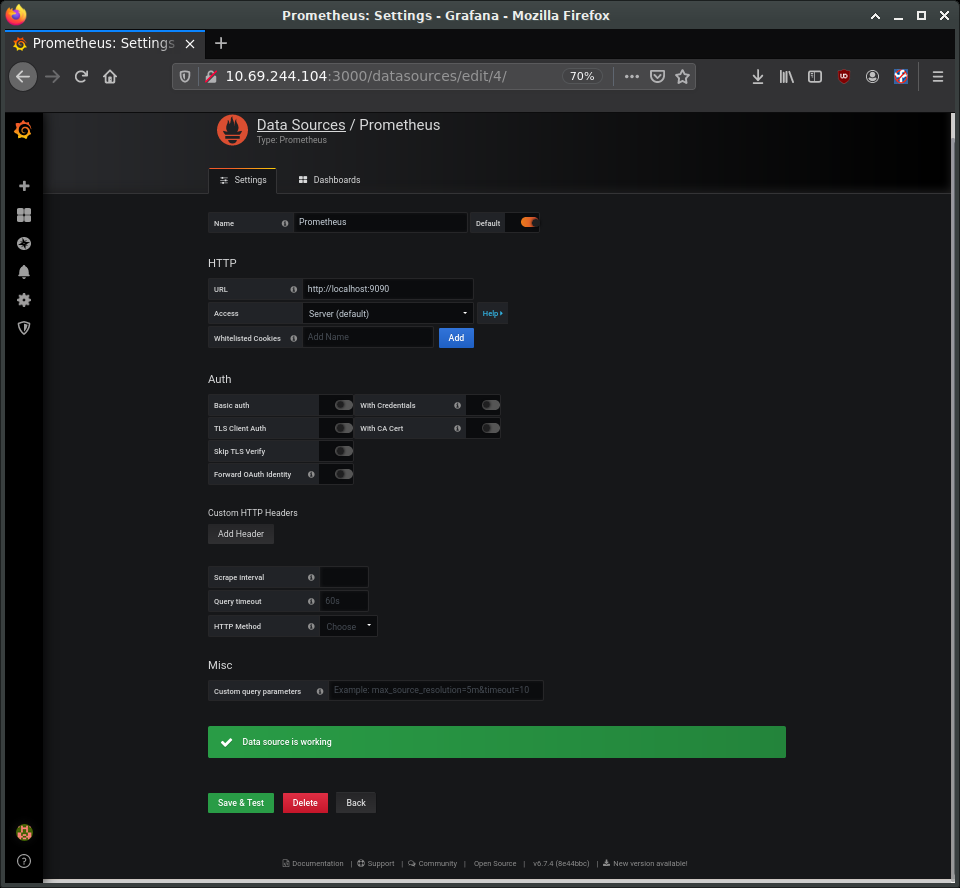 Prometheus: Settings - Grafana - Mozilla Firefox
Prometheus: Settings
10.69.244.104:3000/datasources/edit/4/ 70%
Data Sources / Prometheus
Type: Prometheus
Settings Dashboards
Name Prometheus Default
HTTP
URL http://localhost:9090
Access Server (default) Help
Whitelisted Cookies Add Name Add
Auth
Basic auth With Credentials
TLS Client Auth With CA Cert
Skip TLS Verify
Forward OAuth Identity
Custom HTTP Headers
Add Header
Scrape interval
Query timeout 60s
HTTP Method Choose
Misc
Custom query parameters Example: max_source_resolution=5m&timeout=10
Data source is working
Save & Test Delete Back
Documentation | Support | Community | Open Source | v6.7.4 (8e44bbc) | New version available!